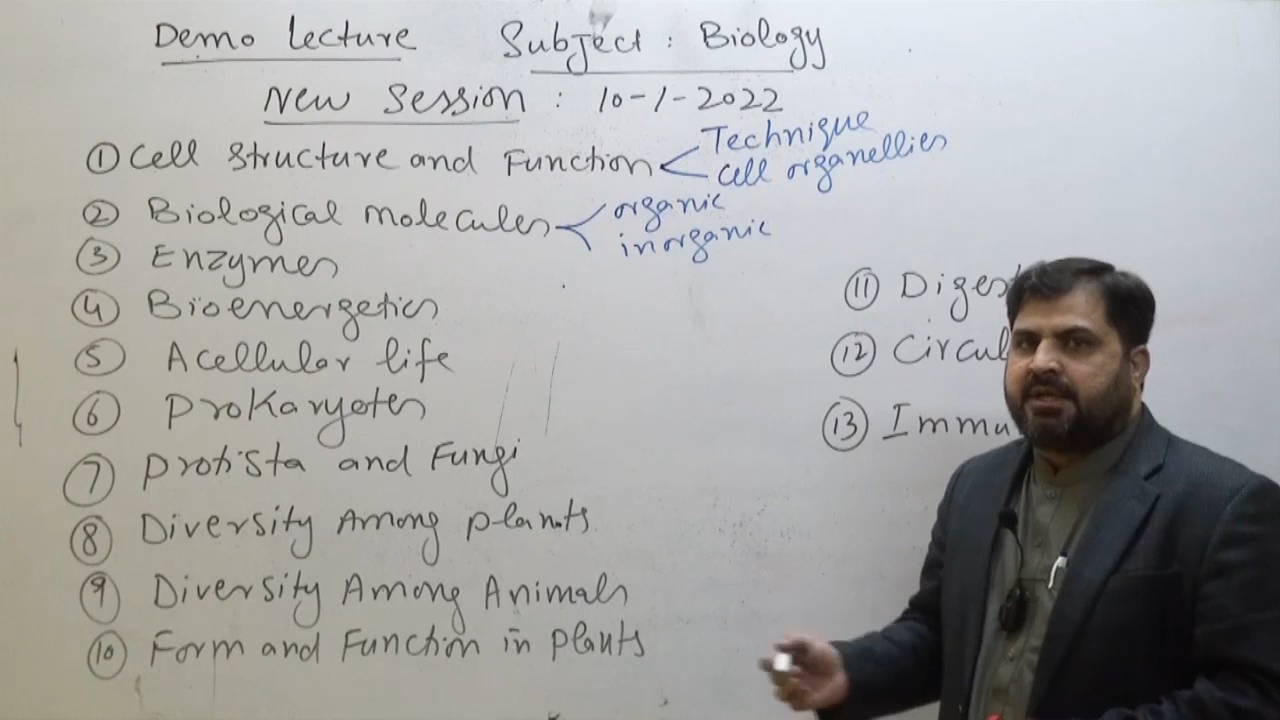 Demo Lecture Subject : Biology
New Session : 10-1-2022
① Cell Structure and Function < Technique
Cell organellies
② Biological molecules < organic
inorganic
③ Enzymes
④ Bioenergetics
⑤ Acellular life
⑥ Prokaryotes
⑦ Protista and Fungi
⑧ Diversity Among plants
⑨ Diversity Among Animals
⑩ Form and Function in plants
⑪ Digest
⑫ Circul
⑬ Immu